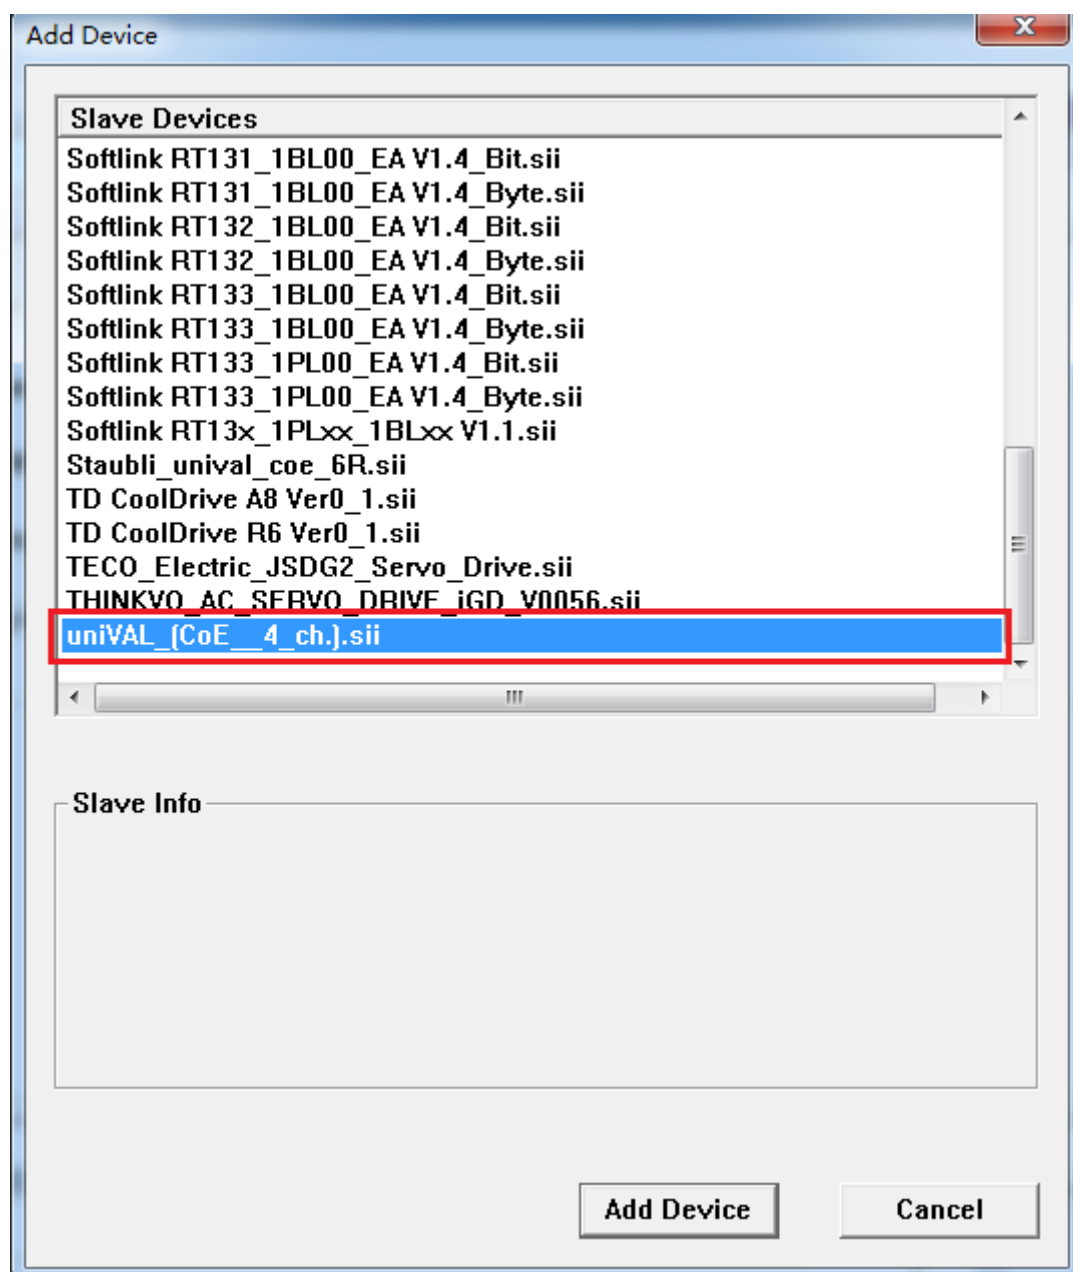 Add Device
Slave Devices
Softlink RT131_1BL00_EA V1.4_Bit.sii
Softlink RT131_1BL00_EA V1.4_Byte.sii
Softlink RT132_1BL00_EA V1.4_Bit.sii
Softlink RT132_1BL00_EA V1.4_Byte.sii
Softlink RT133_1BL00_EA V1.4_Bit.sii
Softlink RT133_1BL00_EA V1.4_Byte.sii
Softlink RT133_1PL00_EA V1.4_Bit.sii
Softlink RT133_1PL00_EA V1.4_Byte.sii
Softlink RT13x_1PLxx_1BLxx V1.1.sii
Staubli_unival_coe_6R.sii
TD CoolDrive A8 Ver0_1.sii
TD CoolDrive R6 Ver0_1.sii
TECO_Electric_JSDG2_Servo_Drive.sii
THINKVO_AC_SERVO_DRIVE_iGD_V0056.sii
uniVAL_(CoE__4_ch.).sii
Slave Info
Add Device
Cancel